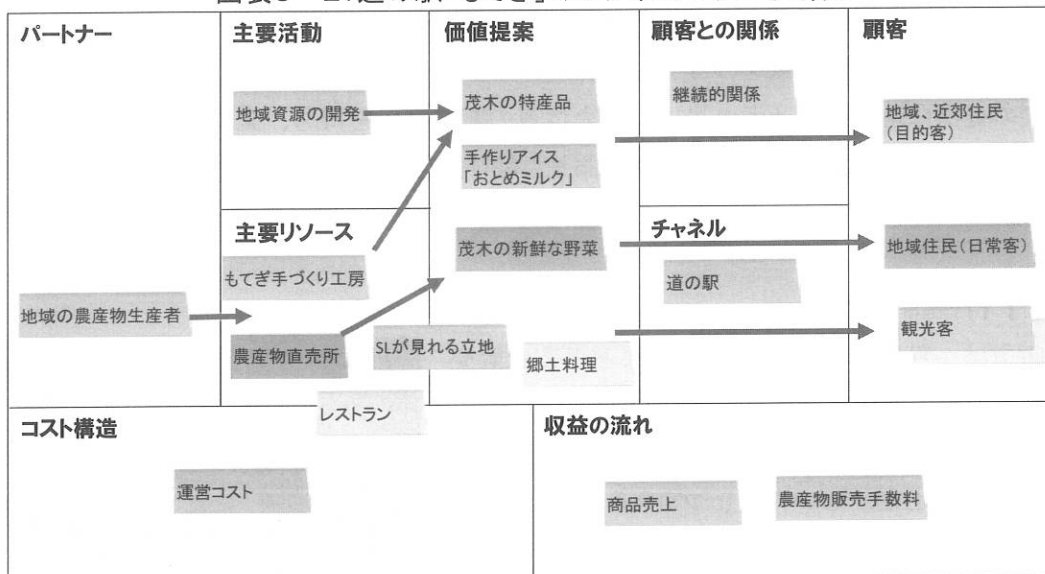 パートナー
地域の農産物生産者
主要活動
地域資源の開発
主要リソース
もてぎ手づくり工房
農産物直売所
レストラン
価値提案
茂木の特産品
手作りアイス
「おとめミルク」
茂木の新鮮な野菜
SLが見れる立地
郷土料理
顧客との関係
継続的関係
チャネル
道の駅
顧客
地域、近郊住民
(目的客)
地域住民(日常客)
観光客
コスト構造
運営コスト
収益の流れ
商品売上
農産物販売手数料